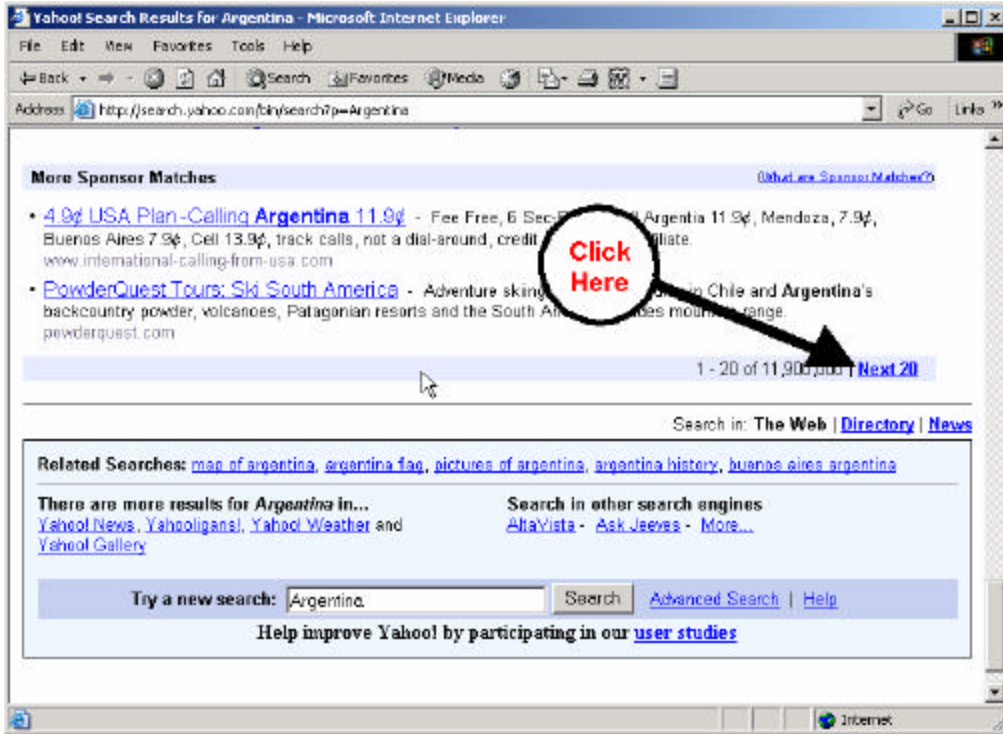 Yahoo! Search Results for Argentina - Microsoft Internet Explorer
File Edit View Favorites Tools Help
Back Search Favorites Media
Address http://search.yahoo.com/bin/search?p=Argentina Go Links »
More Sponsor Matches (What are Sponsor Matches?)
• 4.9¢ USA Plan-Calling Argentina 11.9¢ - Fee Free, 6 Sec- Argentia 11.9¢, Mendoza, 7.9¢,
Buenos Aires 7.9¢, Cell 13.9¢, track calls, not a dial-around, credit
www.international-calling-from-usa.com
• PowderQuest Tours: Ski South America - Adventure skiing in Chile and Argentina's
backcountry powder, volcanoes, Patagonian resorts and the South range.
powderquest.com
Click
Here
1 - 20 of 11,900,000 | Next 20
Search in: The Web | Directory | News
Related Searches: map of argentina, argentina flag, pictures of argentina, argentina history, buenos aires argentina
There are more results for Argentina in...
Yahoo! News, Yahooligans!, Yahoo! Weather and
Yahoo! Gallery
Search in other search engines
AltaVista - Ask Jeeves - More...
Try a new search: Argentina Search Advanced Search | Help
Help improve Yahoo! by participating in our user studies
Internet